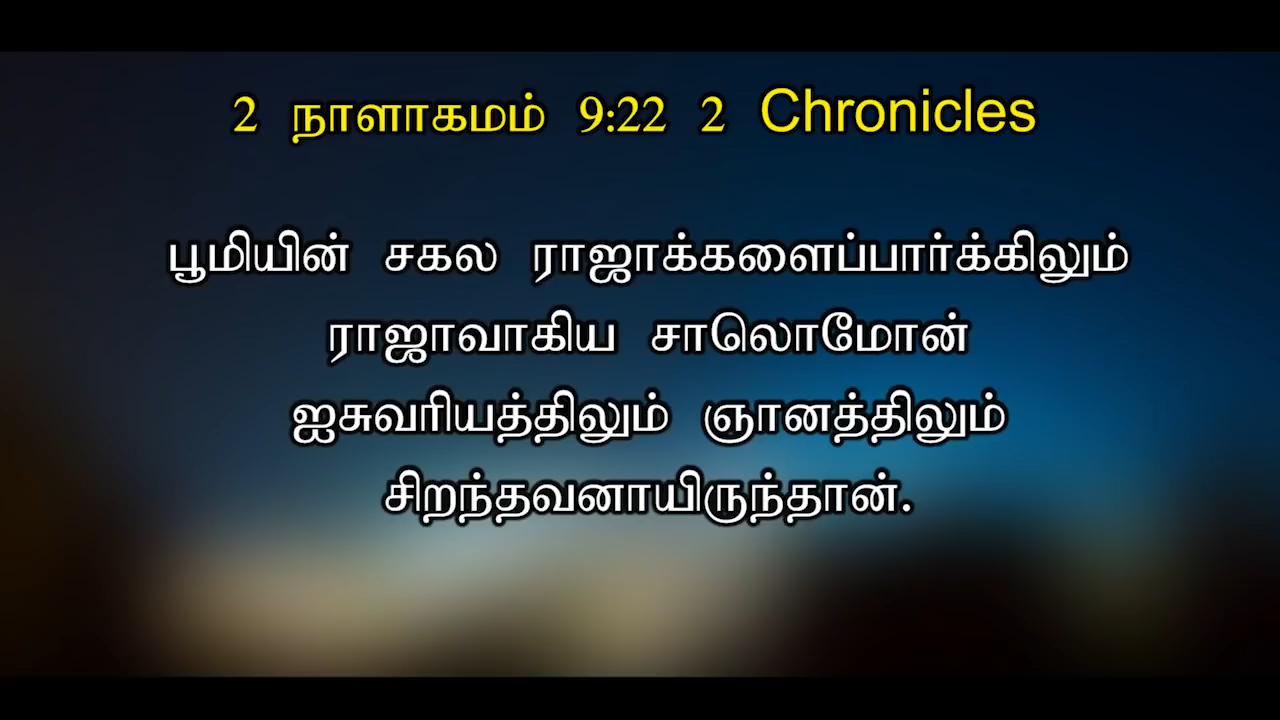 2 நாளாகமம் 9:22 2 Chronicles
பூமியின் சகல ராஜாக்களைப்பார்க்கிலும்
ராஜாவாகிய சாலொமோன்
ஐசுவரியத்திலும் ஞானத்திலும்
சிறந்தவனாயிருந்தான்.